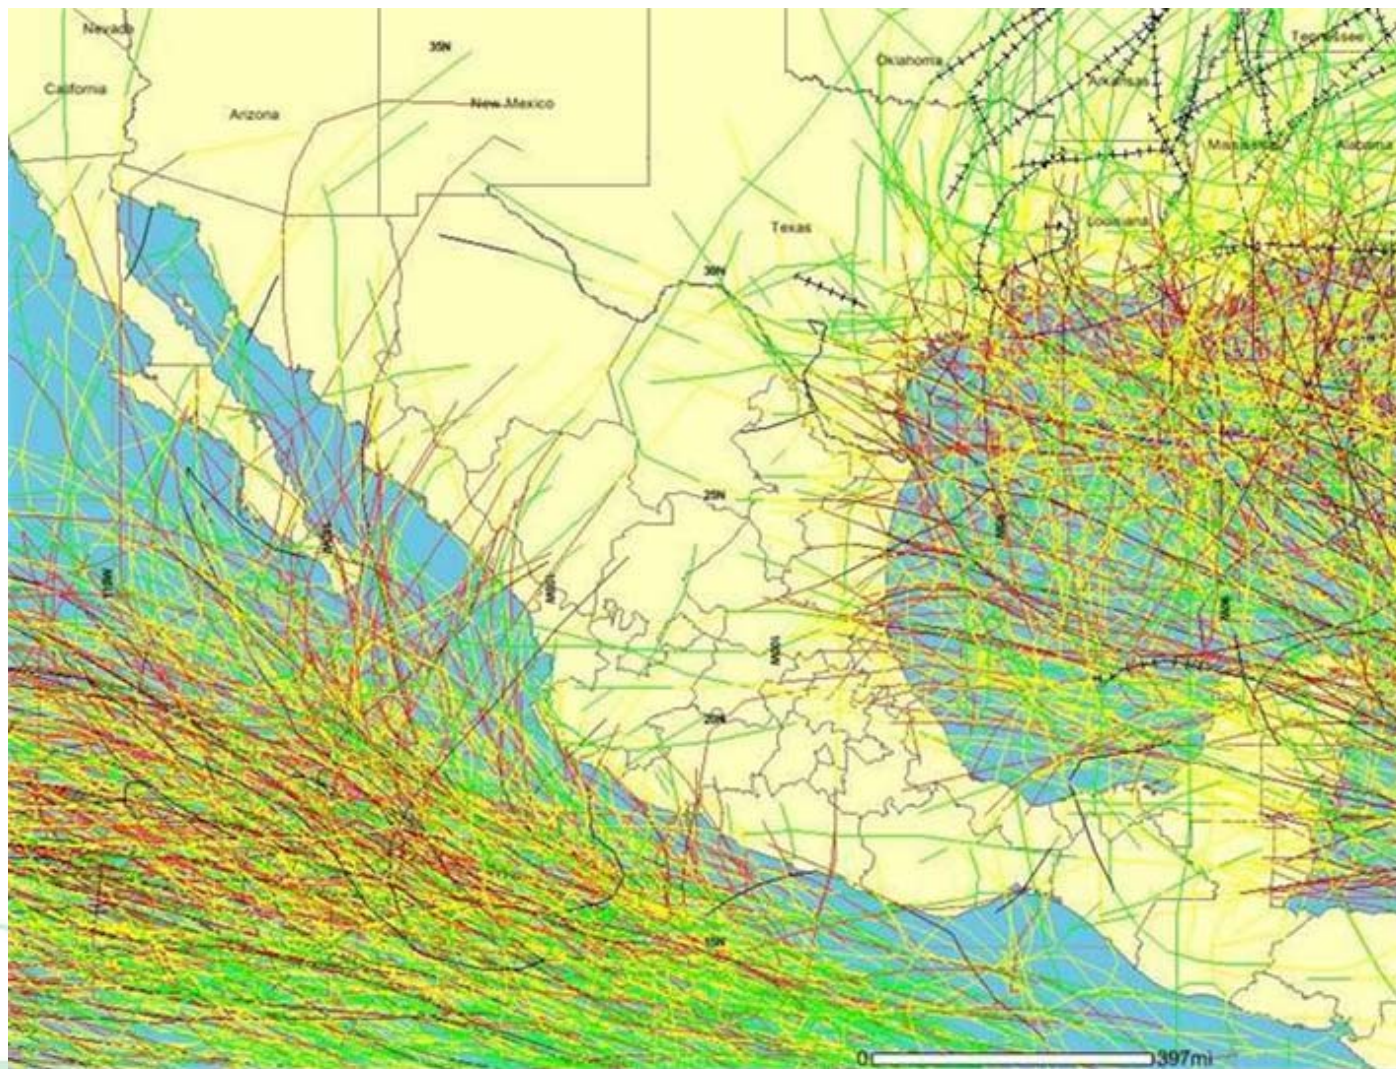 Nevada
35N
Tennessee
Oklahoma
Arkansas
California
New Mexico
Arizona
Mississippi
Alabama
Louisiana
Texas
30N
25N
20N
15N
0 397mi